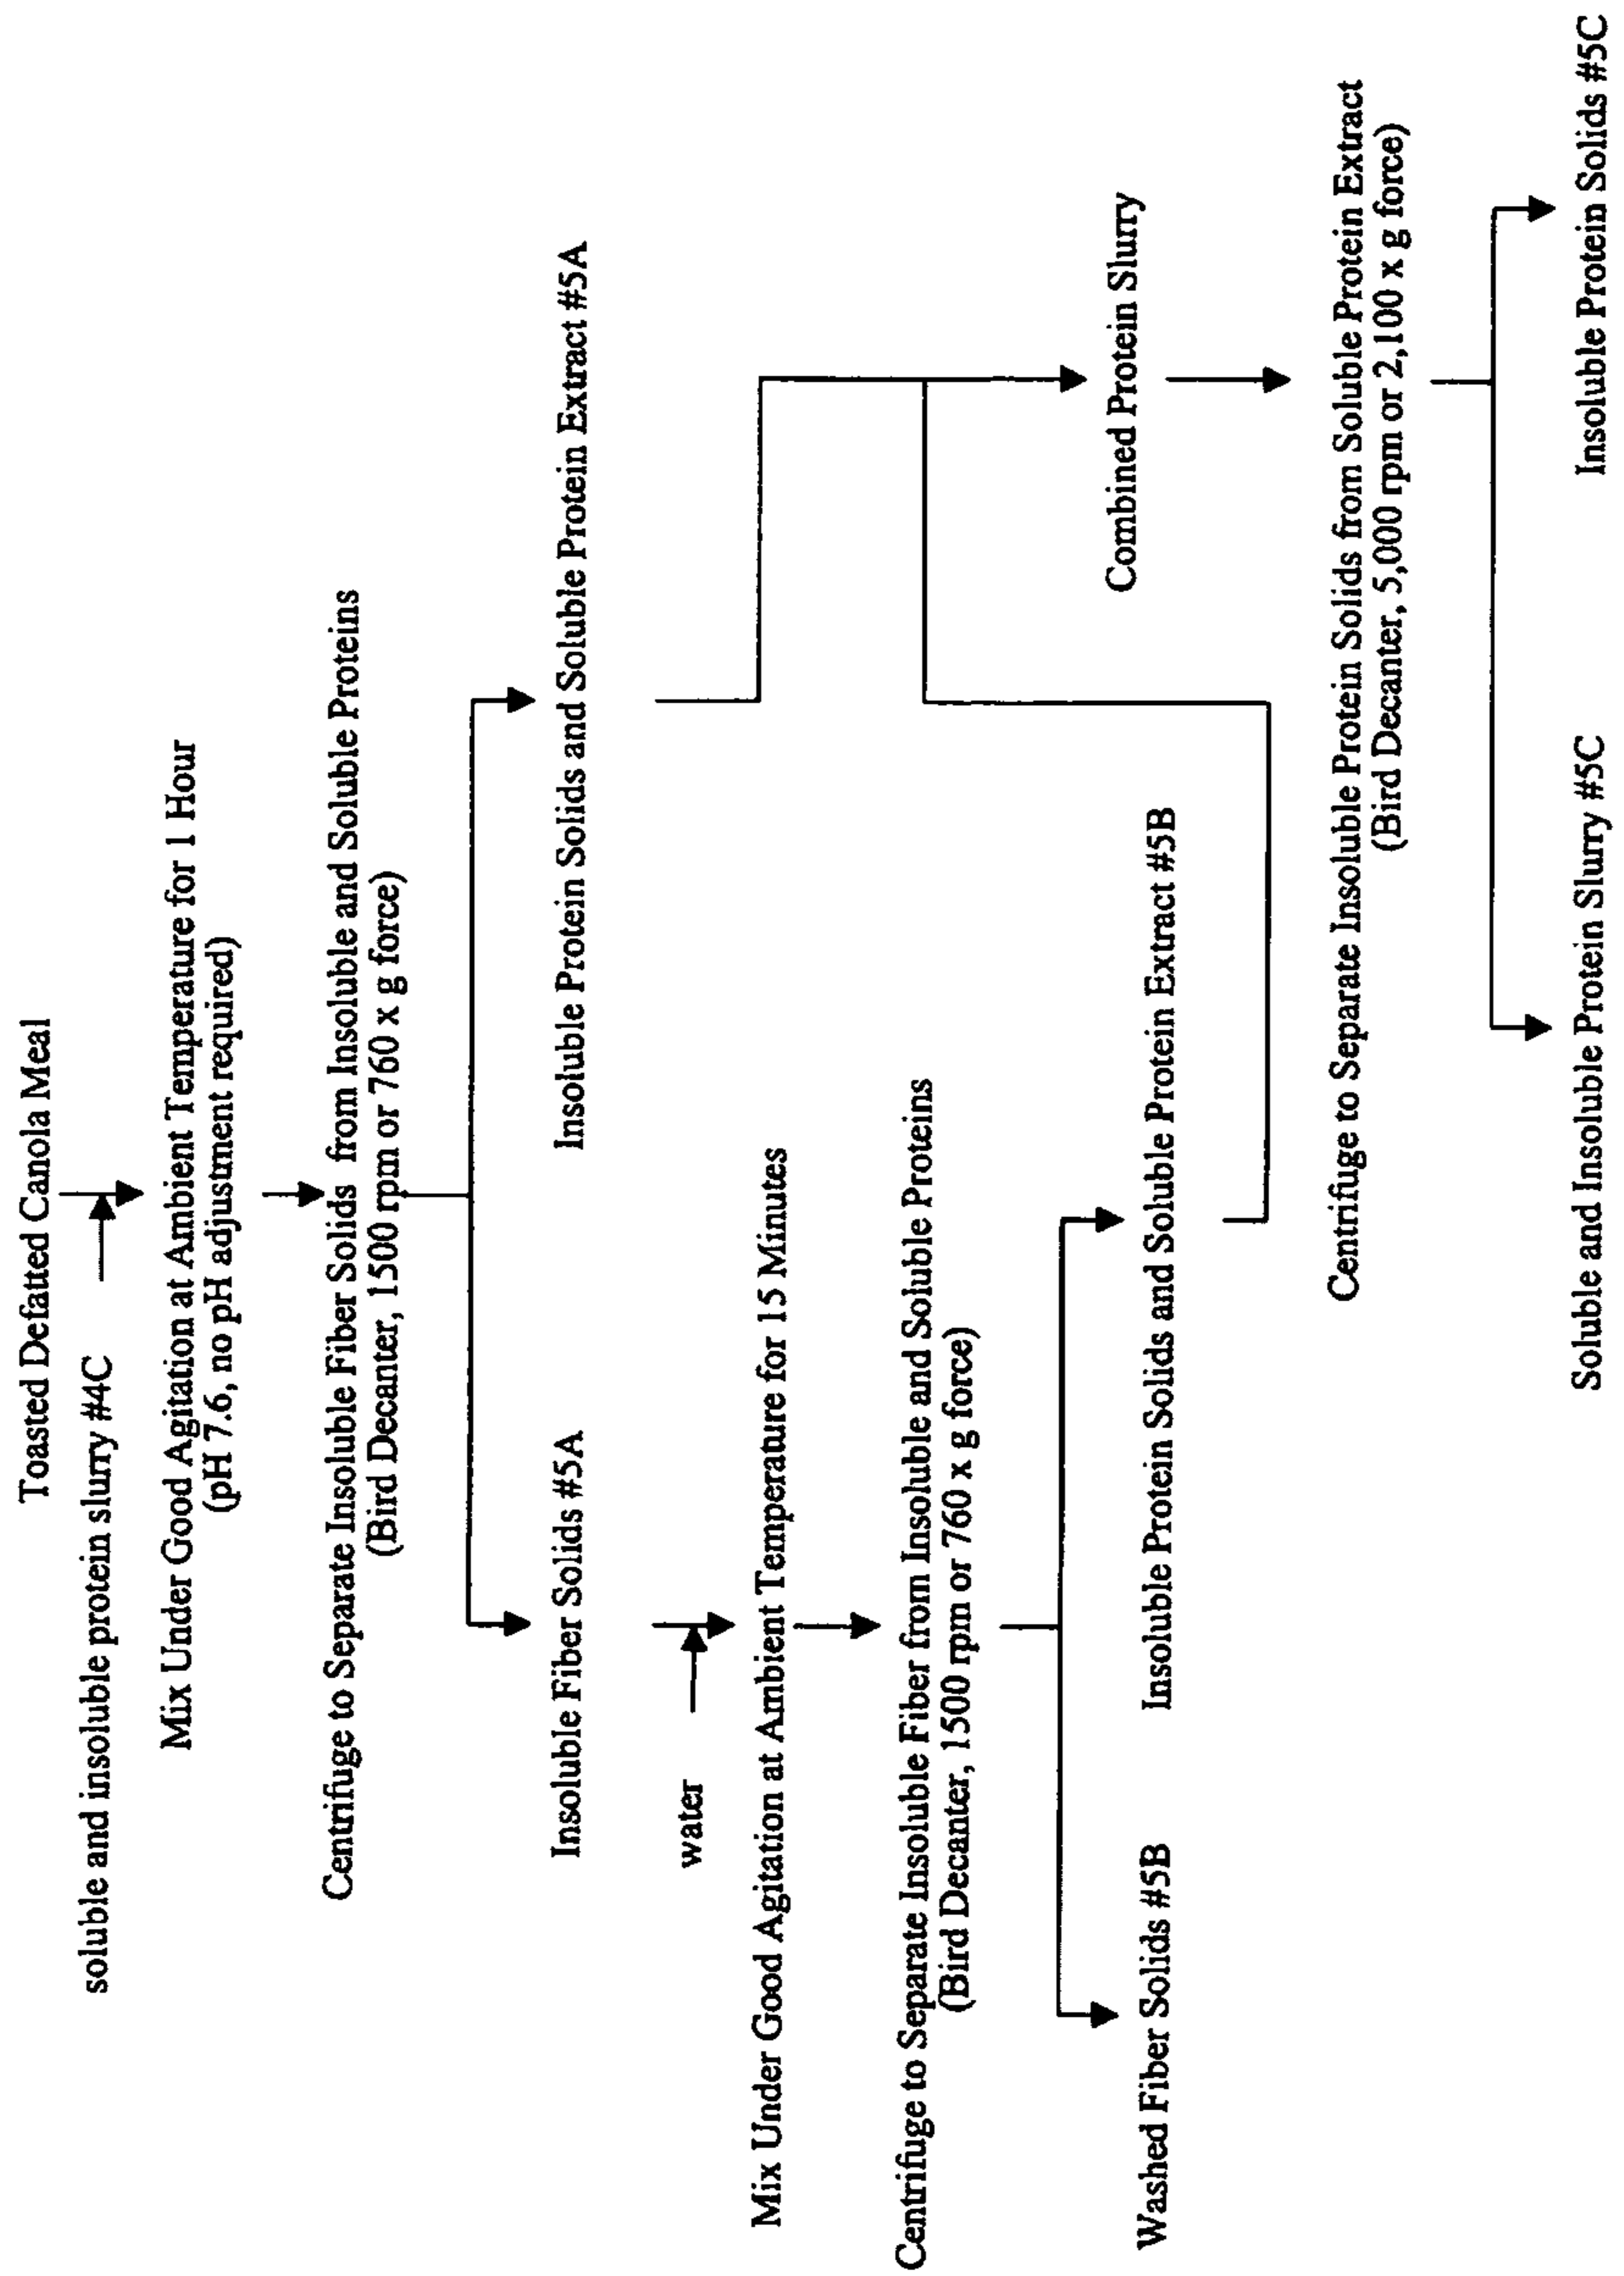 Toasted Defatted Canola Meal
soluble and insoluble protein slurry #4C
Mix Under Good Agitation at Ambient Temperature for 1 Hour
(pH 7.6, no pH adjustment required)
Centrifuge to Separate Insoluble Fiber Solids from Insoluble and Soluble Proteins
(Bird Decanter, 1500 rpm or 760 x g force)
Insoluble Fiber Solids #5A
Insoluble Protein Solids and Soluble Protein Extract #5A
water
Mix Under Good Agitation at Ambient Temperature for 15 Minutes
Centrifuge to Separate Insoluble Fiber from Insoluble and Soluble Proteins
(Bird Decanter, 1500 rpm or 760 x g force)
Washed Fiber Solids #5B
Insoluble Protein Solids and Soluble Protein Extract #5B
Combined Protein Slurry
Centrifuge to Separate Insoluble Protein Solids from Soluble Protein Extract
(Bird Decanter, 5,000 rpm or 2,100 x g force)
Soluble and Insoluble Protein Slurry #5C
Insoluble Protein Solids #5C